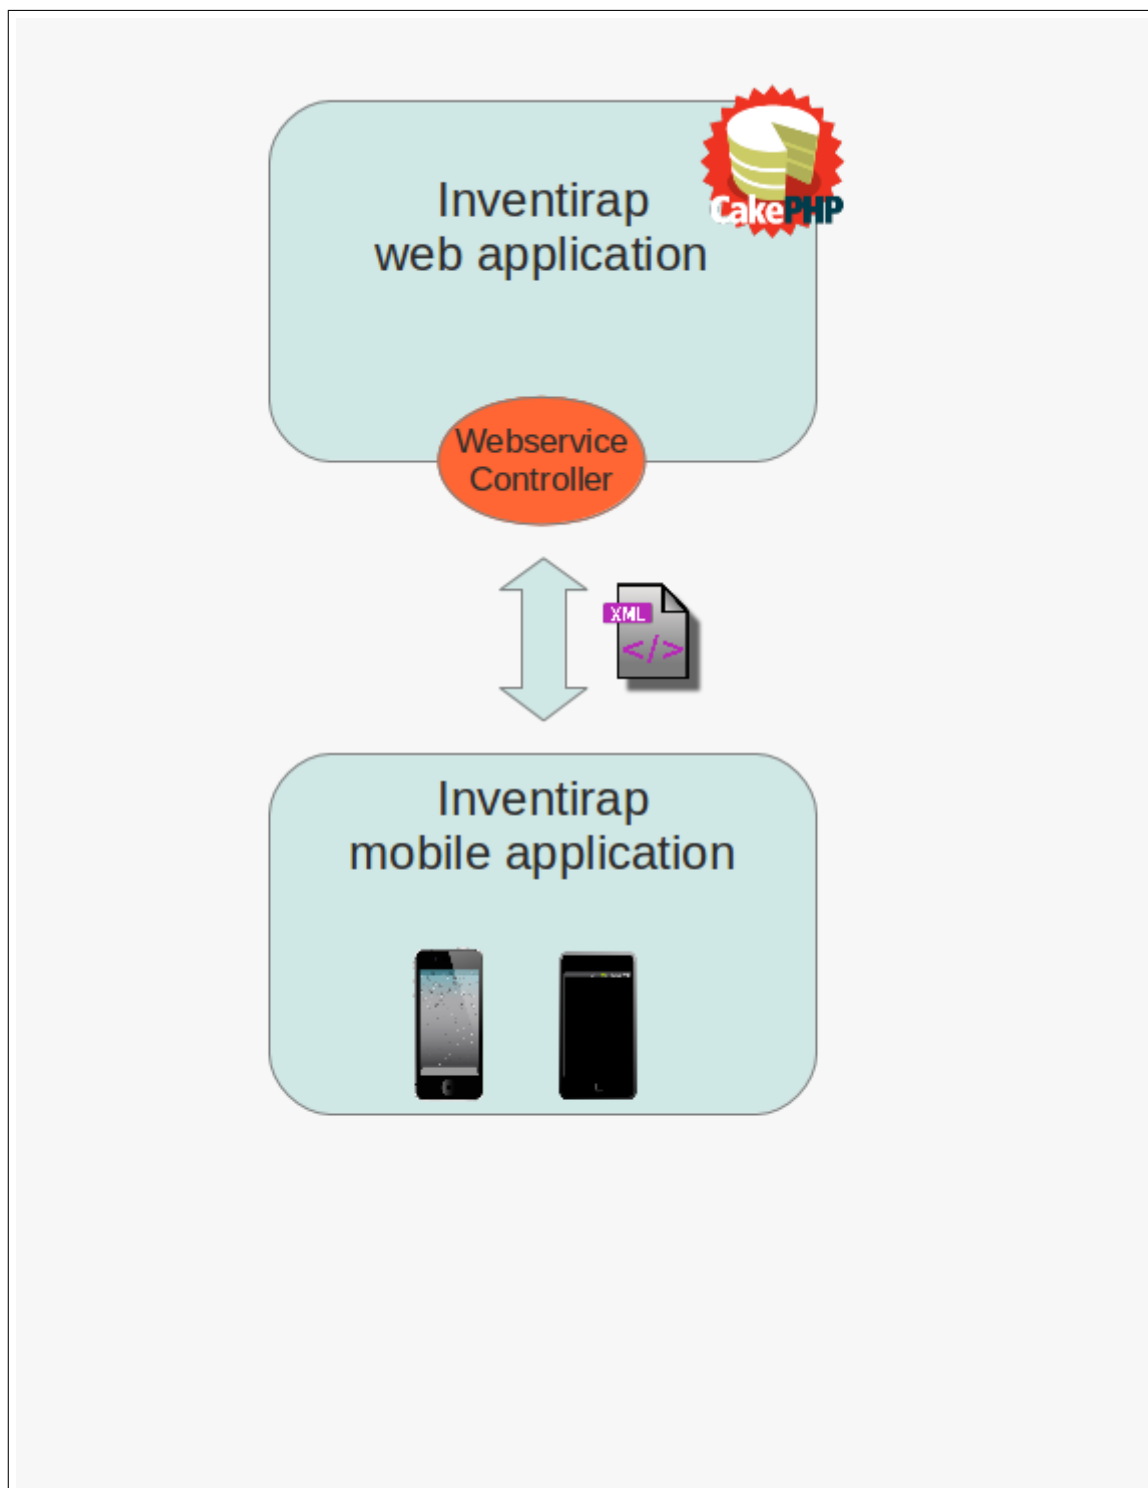 Inventirap
web application
CakePHP
Webservice
Controller
XML
</>
Inventirap
mobile application